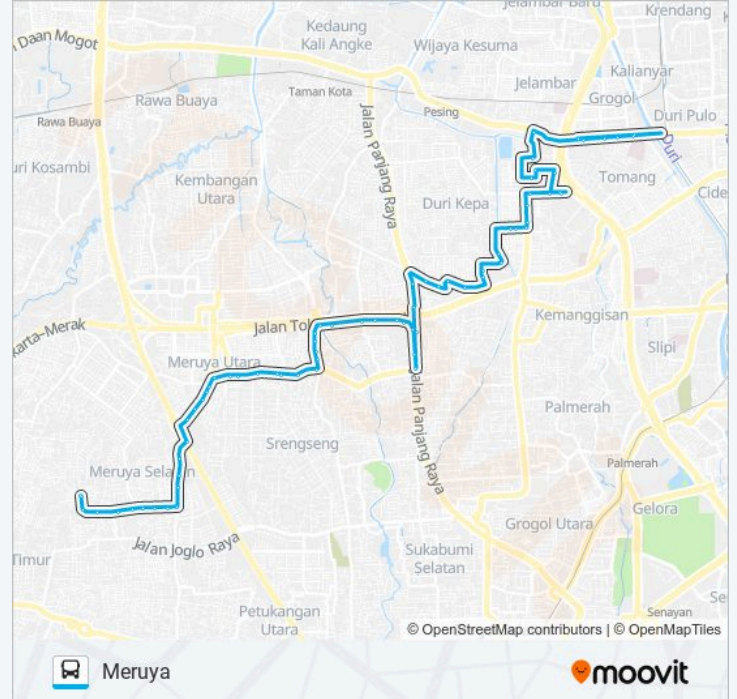 Jelambar Baru
Krendang
Kedaung
Kali Angke
Wijaya Kesuma
Daan Mogot
Jelambar
Kalianyar
Taman Kota
Grogol
Rawa Buaya
Pesing
Duri Pulo
Rawa Buaya
Jalan Panjang Raya
Duri
uri Kosambi
Kembangan
Utara
Tomang
Duri Kepa
Cide
Kemanggisan
Jalan Tol
karta-Merak
Meruya Utara
Slipi
Jalan Panjang Raya
Palmerah
Srengseng
Meruya Selatan
Palmerah
Gelora
Grogol Utara
Jalan Joglo Raya
Timur
Sukabumi
Selatan
Petukangan
Utara
Senayan
Se
© OpenStreetMap contributors | © OpenMapTiles
Meruya
moovit